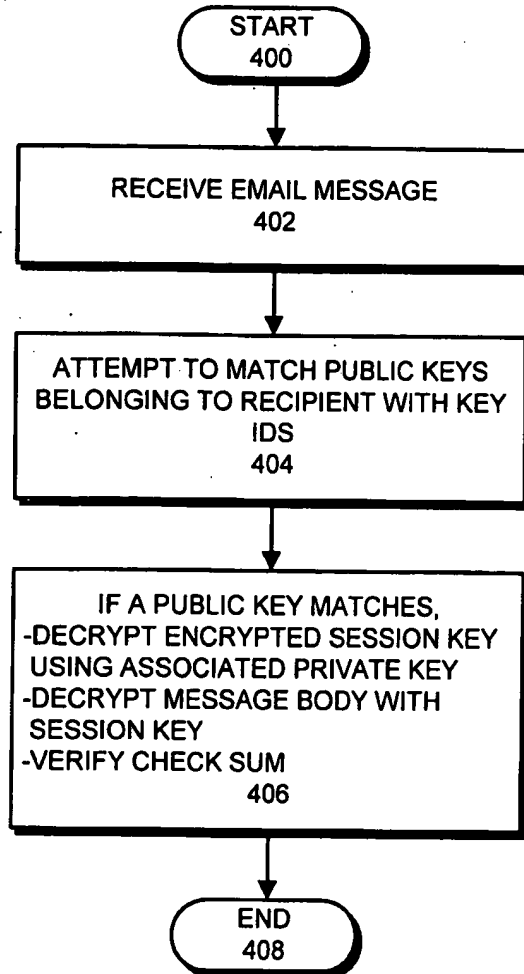 START
400
RECEIVE EMAIL MESSAGE
402
ATTEMPT TO MATCH PUBLIC KEYS
BELONGING TO RECIPIENT WITH KEY
IDS
404
IF A PUBLIC KEY MATCHES,
-DECRYPT ENCRYPTED SESSION KEY
USING ASSOCIATED PRIVATE KEY
-DECRYPT MESSAGE BODY WITH
SESSION KEY
-VERIFY CHECK SUM
406
END
408